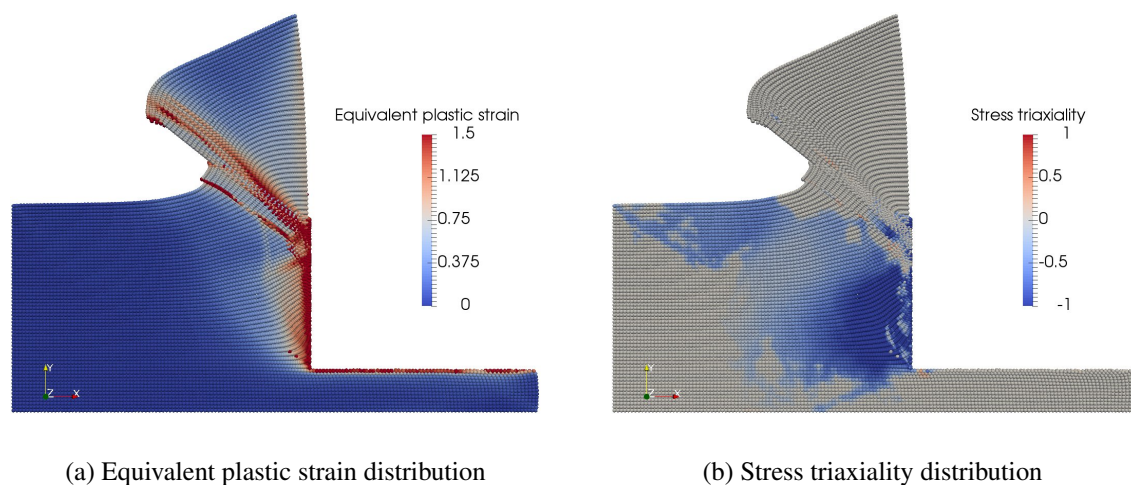 Equivalent plastic strain
1.5
1.125
0.75
0.375
0
Y
Z
X
Stress triaxiality
1
0.5
0
-0.5
-1
Y
Z
X
(a) Equivalent plastic strain distribution
(b) Stress triaxiality distribution